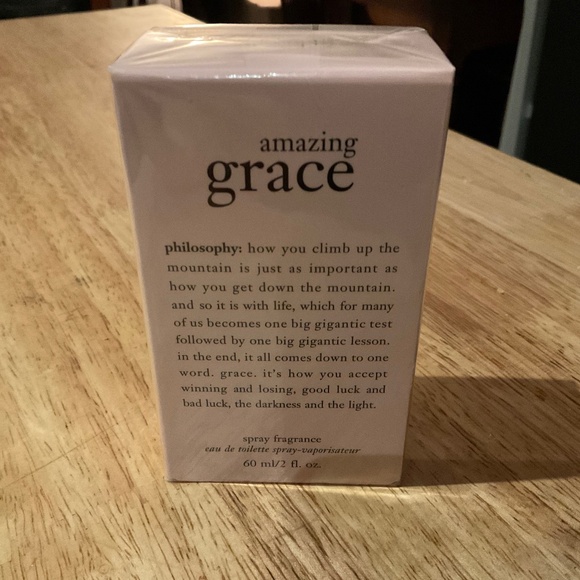 amazing
grace
philosophy: how you climb up the
mountain is just as important as
how you get down the mountain.
and so it is with life, which for many
of us becomes one big gigantic test
followed by one big gigantic lesson.
in the end, it all comes down to one
word. grace. it's how you accept
winning and losing, good luck and
bad luck, the darkness and the light.
spray fragrance
eau de toilette spray-vaporisateur
60 ml/2 fl. oz.